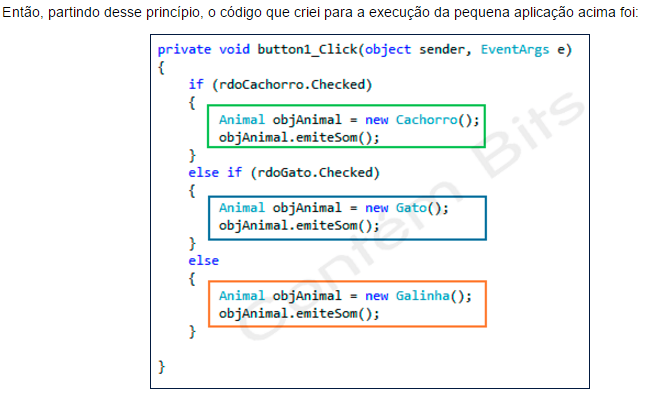 Então, partindo desse princípio, o código que criei para a execução da pequena aplicação acima foi:
private void button1_Click(object sender, EventArgs e)
{
if (rdoCachorro.Checked)
{
Animal objAnimal = new Cachorro();
objAnimal.emiteSom();
}
else if (rdoGato.Checked)
{
Animal objAnimal = new Gato();
objAnimal.emiteSom();
}
else
{
Animal objAnimal = new Galinha();
objAnimal.emiteSom();
}
}
Contém Bits